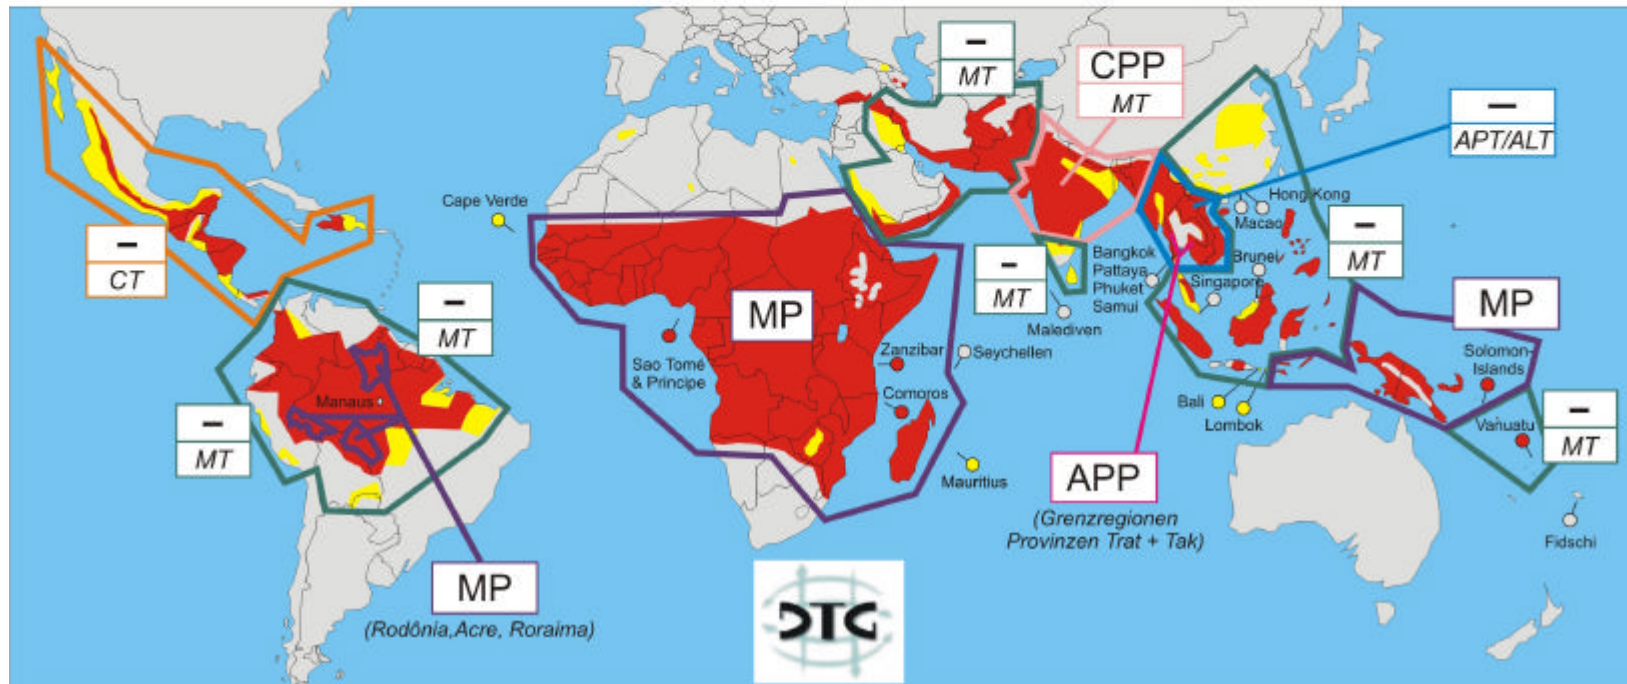 –
MT
CPP
MT
–
APT/ALT
Cape Verde
Hong Kong
Macao
–
CT
–
MT
–
MT
Bangkok
Pattaya
Phuket
Samui
Brunei
Singapore
–
MT
Malediven
MP
MP
Sao Tomé
& Principe
Zanzibar
Seychellen
Comoros
Solomon-
Islands
Manaus
–
MT
Bali
Lombok
Vanuatu
–
MT
Mauritius
APP
(Grenzregionen
Provinzen Trat + Tak)
Fidschi
MP
(Rodônia,Acre, Roraima)
DTG